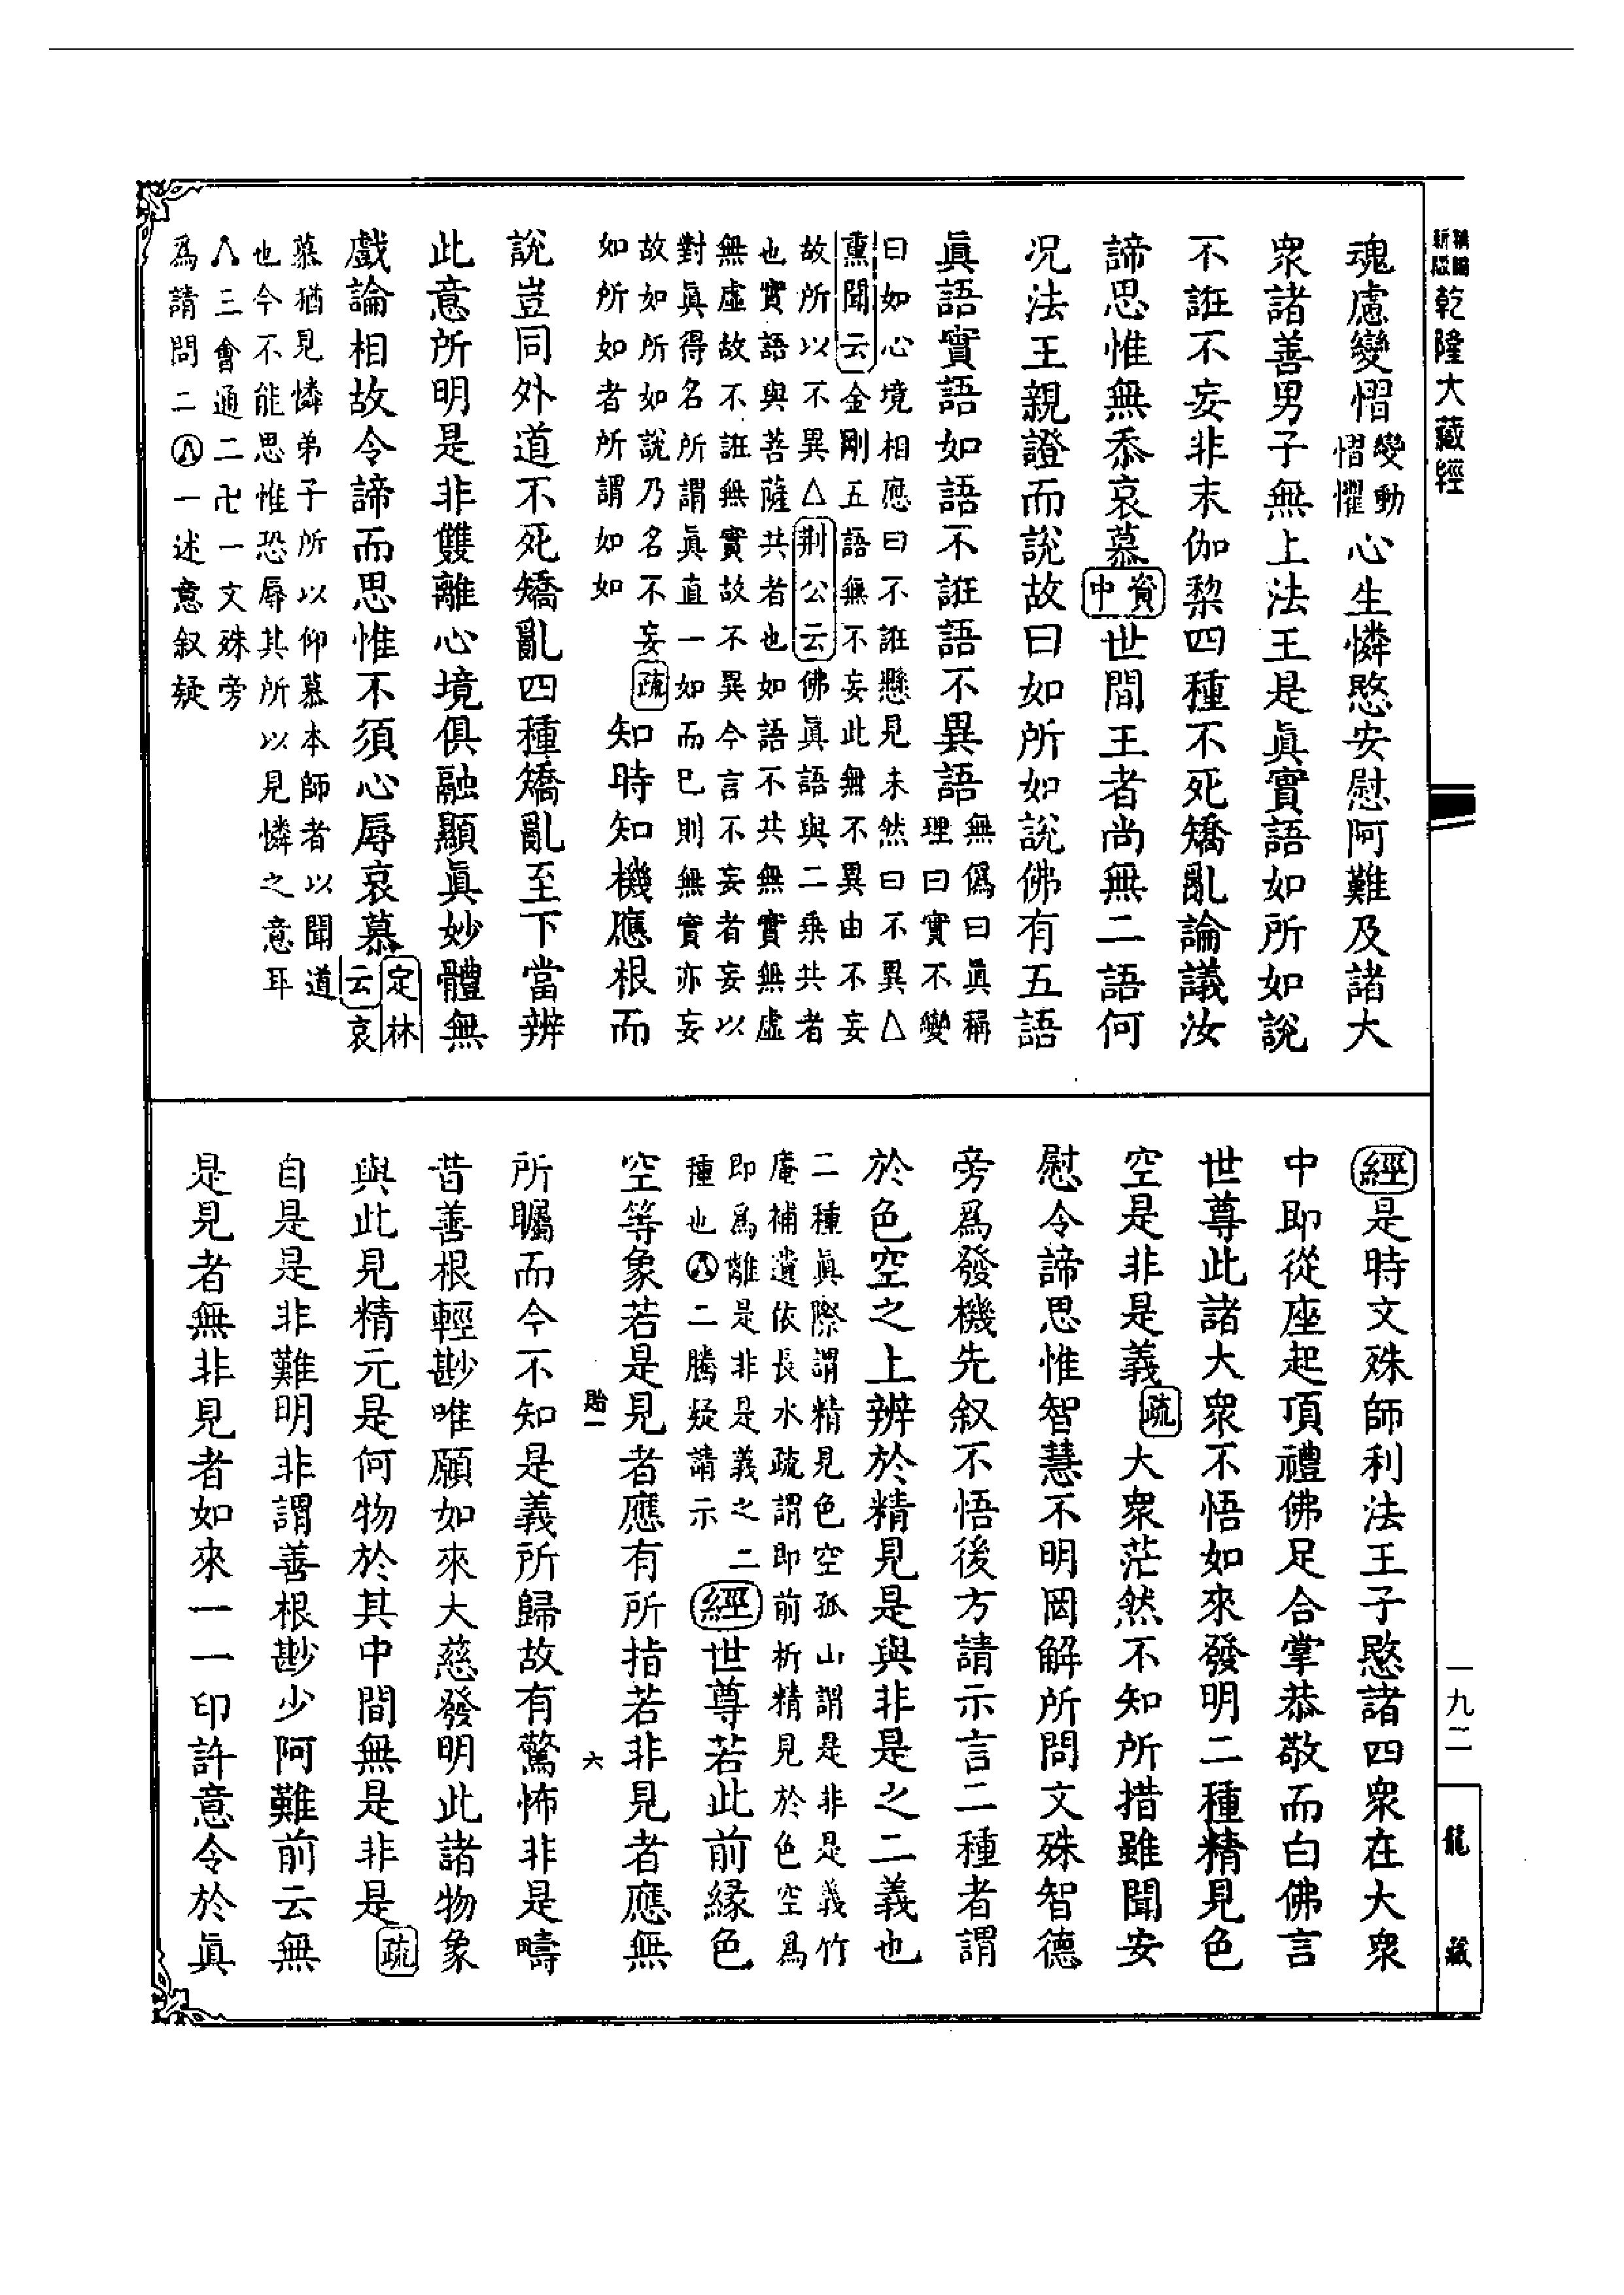 乾隆大藏經
魂慮變慴變動慴懼心生憐愍安慰阿難及諸大
衆諸善男子無上法王是眞實語如所如說
不誑不妄非末伽梨四種不死矯亂論議汝
諦思惟無忝哀慕資中世間王者尚無二語何
况法王親證而說故曰如所如說佛有五語
眞語實語如語不誑語不異語無僞曰眞稱
理曰實不變
曰如心境相應曰不誑懸見未然曰不異△
熏聞云金剛五語無不妄此無不異由不妄
故所以不異△荆公云佛眞語與二乘共者
也實語與菩薩共者也如語不共無實無虛
無虛故不誑無實故不異今言不妄者妄以
對眞得名所謂眞直一如而已則無實亦妄
故如所如說乃名不妄疏
如所如者所謂如如
知時知機應根而
說豈同外道不死矯亂四種矯亂至下當辨
此意所明是非雙離心境俱融顯眞妙體無
戲論相故令諦而思惟不須心辱哀慕定林云哀
慕猶見憐弟子所以仰慕本師者以聞道
也今不能思惟恐辱其所以見憐之意耳
三會通二卍一文殊旁
爲請問二一述意叙疑
經是時文殊師利法王子愍諸四衆在大衆
中即從座起頂禮佛足合掌恭敬而白佛言
世尊此諸大衆不悟如來發明二種精見色
空是非是義疏大衆茫然不知所措雖聞安
慰令諦思惟智慧不明罔解所問文殊智德
旁爲發機先叙不悟後方請示言二種者謂
於色空之上辨於精見是與非是之二義也
二種眞際謂精見色空孤山謂是非是義竹
庵補遺依長水疏謂即前析精見於色空爲
即爲離是非是義之二
種也二騰疑請示
經世尊若此前緣色
空等象若是見者應有所指若非見者應無
貽一 六
所矚而今不知是義所歸故有驚怖非是疇
昔善根輕尠唯願如來大慈發明此諸物象
與此見精元是何物於其中間無是非是疏
自是是非難明非謂善根尠少阿難前云無
是見者無非見者如來一一印許意令於眞
一九二
龍藏